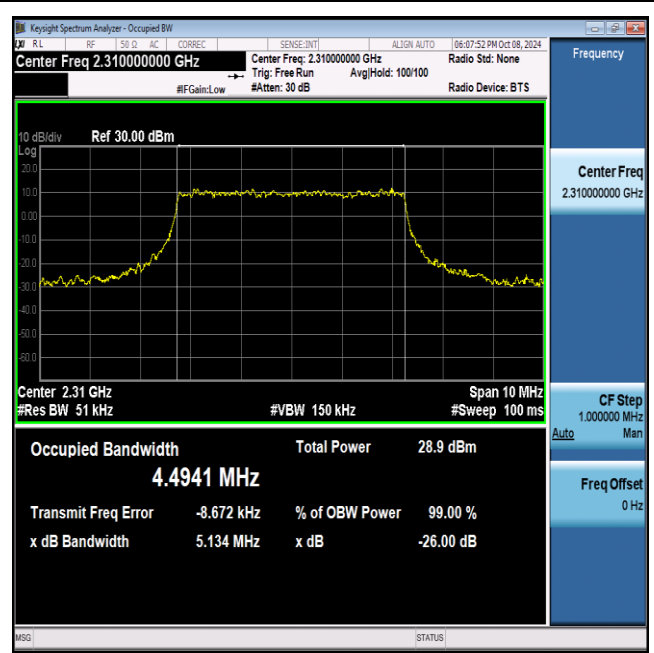 Keysight Spectrum Analyzer - Occupied BW
RL RF 50 Ω AC CORREC SENSE:INT ALIGN AUTO 06:07:52 PM Oct 08, 2024
Center Freq 2.310000000 GHz Center Freq: 2.310000000 GHz Radio Std: None Frequency
Trig: Free Run Avg|Hold: 100/100
#IFGain:Low #Atten: 30 dB Radio Device: BTS
10 dB/div Ref 30.00 dBm
Log
20.0
10.0
0.00
-10.0
-20.0
-30.0
-40.0
-50.0
-60.0
Center 2.31 GHz Span 10 MHz
#Res BW 51 kHz #VBW 150 kHz #Sweep 100 ms
Center Freq
2.310000000 GHz
CF Step
1.000000 MHz
Auto Man
Freq Offset
0 Hz
Occupied Bandwidth Total Power 28.9 dBm
4.4941 MHz
Transmit Freq Error -8.672 kHz % of OBW Power 99.00 %
x dB Bandwidth 5.134 MHz x dB -26.00 dB
MSG STATUS